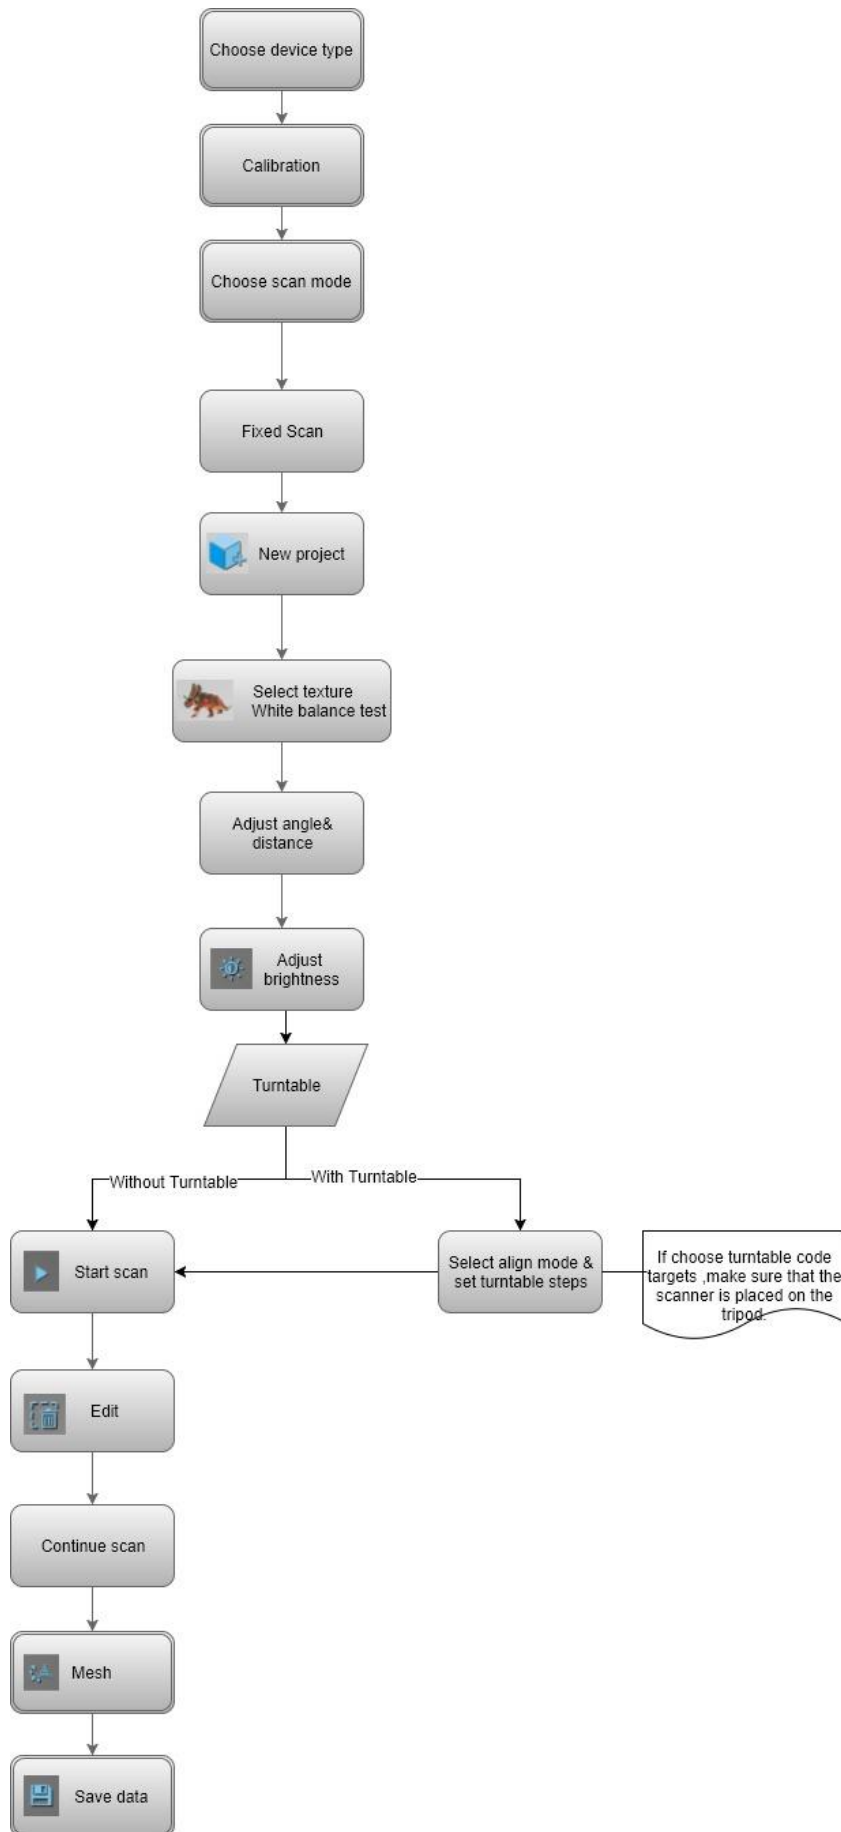 Choose device type
Calibration
Choose scan mode
Fixed Scan
New project
Select texture
White balance test
Adjust angle&
distance
Adjust
brightness
Turntable
Without Turntable
With Turntable
Start scan
Select align mode &
set turntable steps
If choose turntable code
targets ,make sure that the
scanner is placed on the
tripod.
Edit
Continue scan
Mesh
Save data